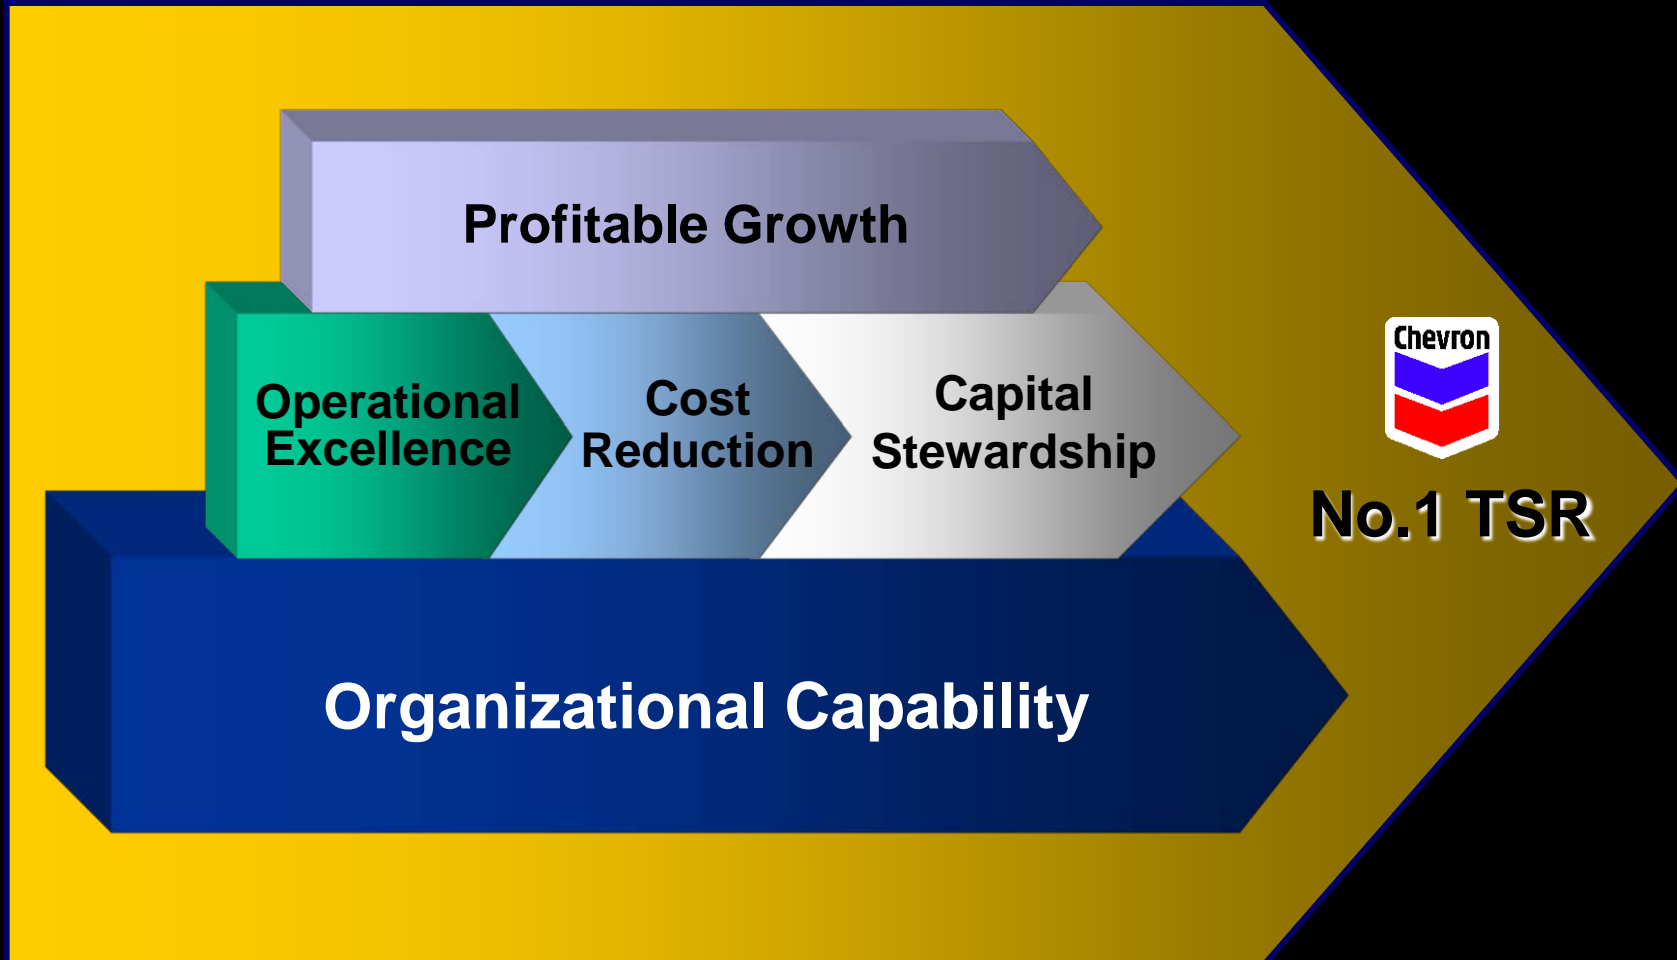 Profitable Growth
Operational
Excellence
Cost
Reduction
Capital
Stewardship
Chevron
No.1 TSR
Organizational Capability